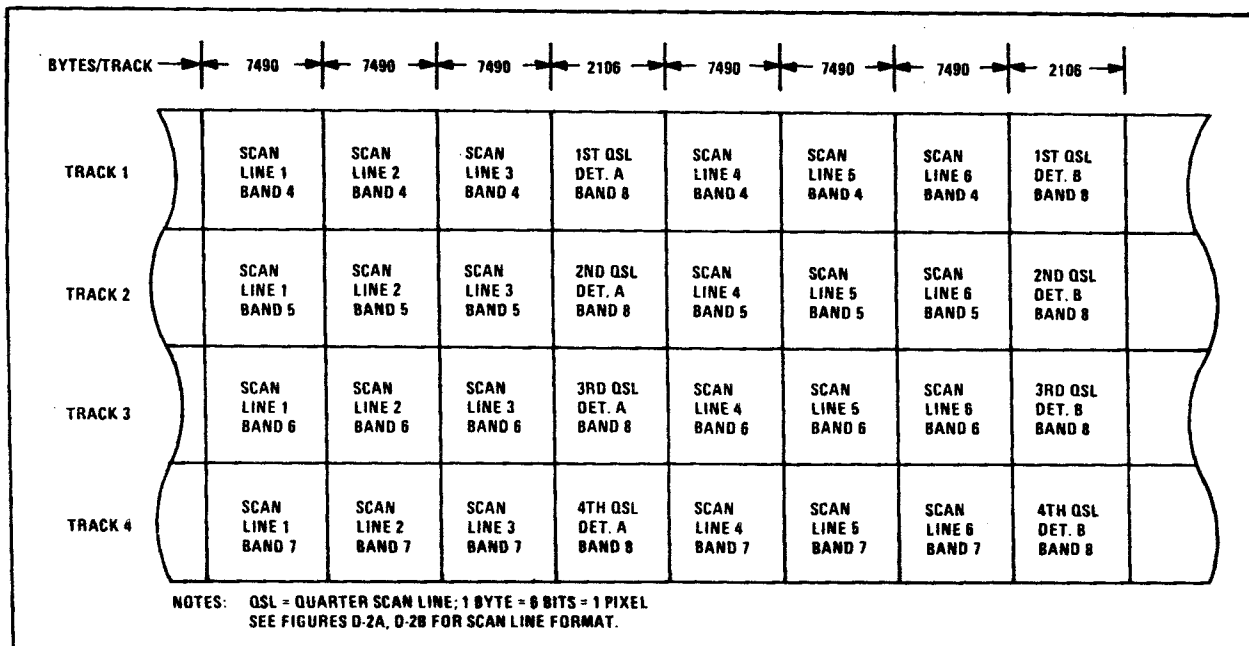 BYTES/TRACK 7490 7490 7490 2106 7490 7490 7490 2106
TRACK 1
SCAN LINE 1 BAND 4
SCAN LINE 2 BAND 4
SCAN LINE 3 BAND 4
1ST QSL DET. A BAND 8
SCAN LINE 4 BAND 4
SCAN LINE 5 BAND 4
SCAN LINE 6 BAND 4
1ST QSL DET. B BAND 8
TRACK 2
SCAN LINE 1 BAND 5
SCAN LINE 2 BAND 5
SCAN LINE 3 BAND 5
2ND QSL DET. A BAND 8
SCAN LINE 4 BAND 5
SCAN LINE 5 BAND 5
SCAN LINE 6 BAND 5
2ND QSL DET. B BAND 8
TRACK 3
SCAN LINE 1 BAND 6
SCAN LINE 2 BAND 6
SCAN LINE 3 BAND 6
3RD QSL DET. A BAND 8
SCAN LINE 4 BAND 6
SCAN LINE 5 BAND 6
SCAN LINE 6 BAND 6
3RD QSL DET. B BAND 8
TRACK 4
SCAN LINE 1 BAND 7
SCAN LINE 2 BAND 7
SCAN LINE 3 BAND 7
4TH QSL DET. A BAND 8
SCAN LINE 4 BAND 7
SCAN LINE 5 BAND 7
SCAN LINE 6 BAND 7
4TH QSL DET. B BAND 8
NOTES: QSL = QUARTER SCAN LINE; 1 BYTE = 6 BITS = 1 PIXEL
SEE FIGURES D-2A, D-2B FOR SCAN LINE FORMAT.